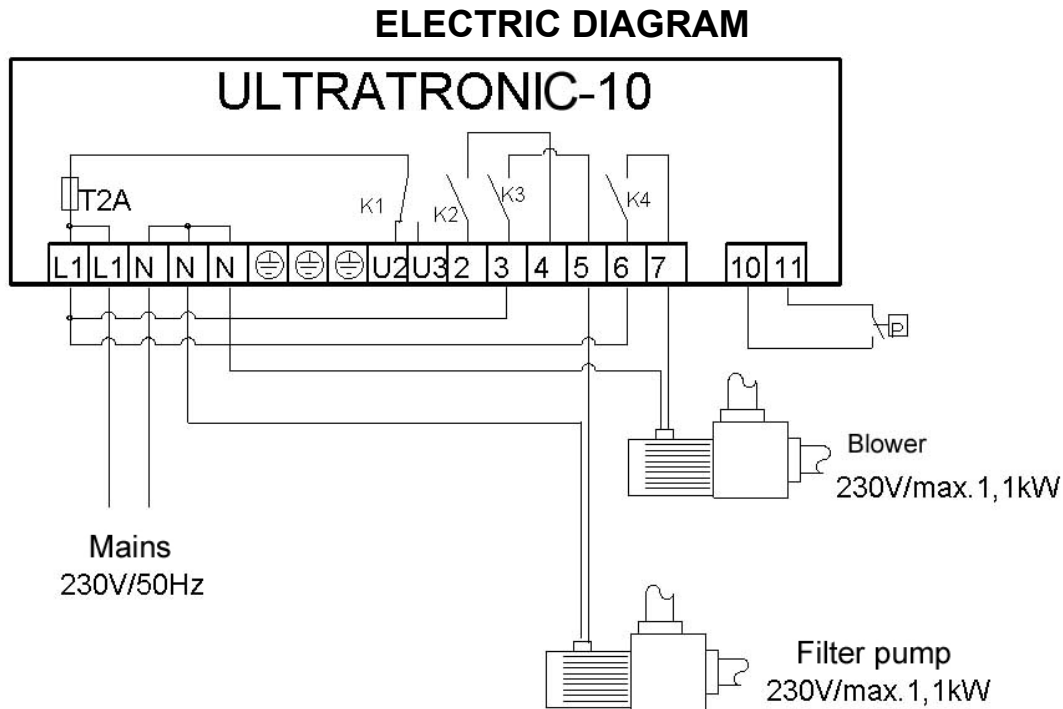 ELECTRIC DIAGRAM
ULTRATRONIC-10
T2A
K1
K2
K3
K4
L1 L1 N N N U2 U3 2 3 4 5 6 7 10 11
P
Blower
230V/max.1,1kW
Mains
230V/50Hz
Filter pump
230V/max.1,1kW